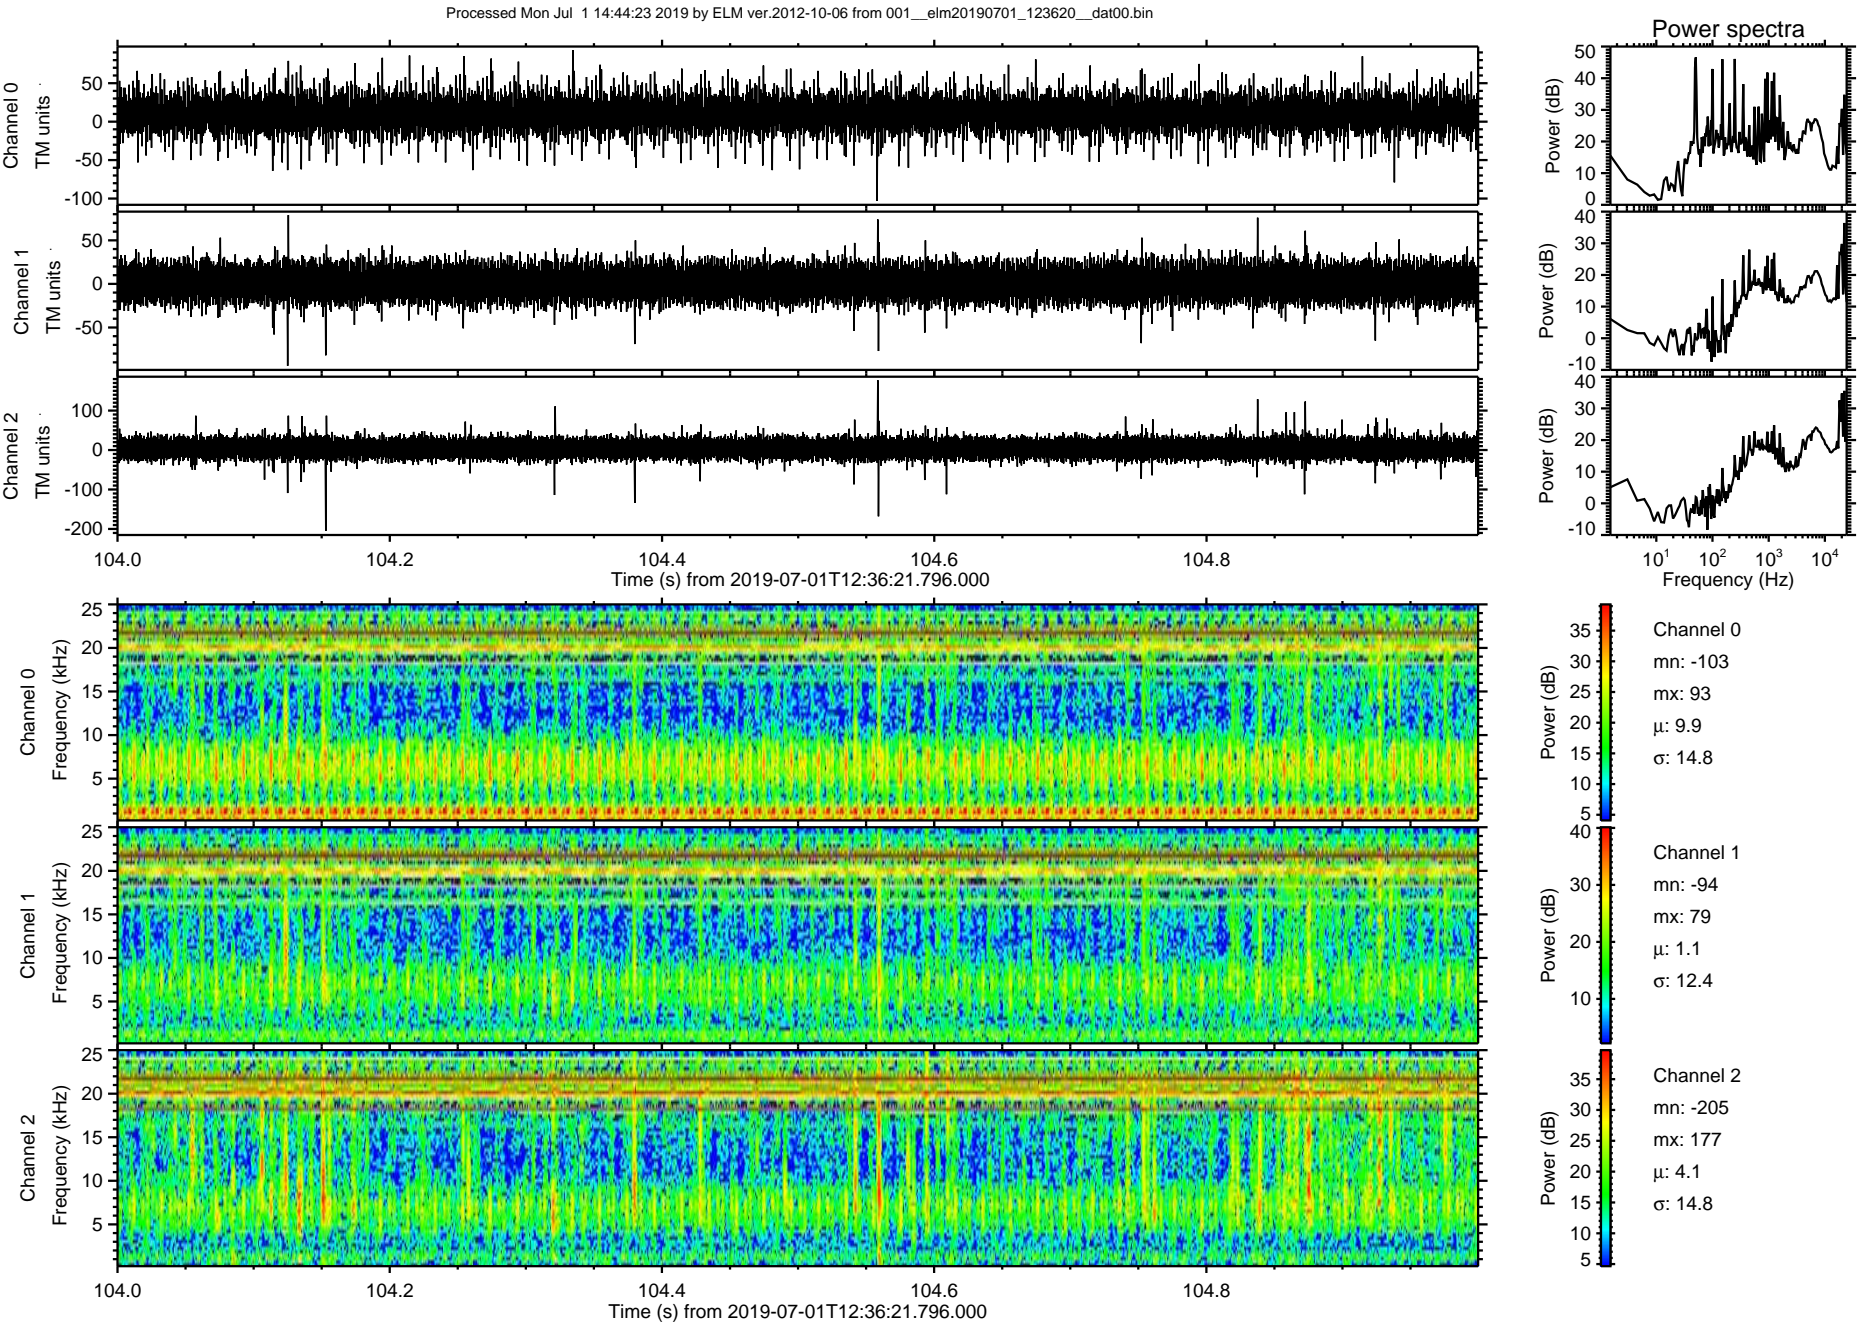 Processed Mon Jul  1 14:44:23 2019 by ELM ver.2012-10-06 from 001__elm20190701_123620__dat00.bin
Power spectra
Channel 0
TM units
50
0
-50
-100
Power (dB)
50
40
30
20
10
0
Channel 1
TM units
50
0
-50
Power (dB)
40
30
20
10
0
-10
Channel 2
TM units
100
0
-100
-200
Power (dB)
40
30
20
10
0
-10
104.0 104.2 104.4 104.6 104.8
Time (s) from 2019-07-01T12:36:21.796.000
10¹ 10² 10³ 10⁴
Frequency (Hz)
Channel 0
Frequency (kHz)
25
20
15
10
5
Power (dB)
35
30
25
20
15
10
5
Channel 0
mn: -103
mx: 93
μ: 9.9
σ: 14.8
Channel 1
Frequency (kHz)
25
20
15
10
5
Power (dB)
40
30
20
10
Channel 1
mn: -94
mx: 79
μ: 1.1
σ: 12.4
Channel 2
Frequency (kHz)
25
20
15
10
5
Power (dB)
35
30
25
20
15
10
5
Channel 2
mn: -205
mx: 177
μ: 4.1
σ: 14.8
104.0 104.2 104.4 104.6 104.8
Time (s) from 2019-07-01T12:36:21.796.000